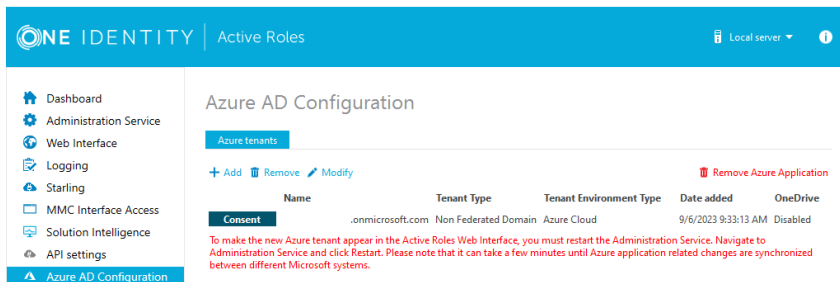 ONE IDENTITY Active Roles Local server
Dashboard
Administration Service
Web Interface
Logging
Starling
MMC Interface Access
Solution Intelligence
API settings
Azure AD Configuration
Azure AD Configuration
Azure tenants
Add Remove Modify Remove Azure Application
Name Tenant Type Tenant Environment Type Date added OneDrive
Consent .onmicrosoft.com Non Federated Domain Azure Cloud 9/6/2023 9:33:13 AM Disabled
To make the new Azure tenant appear in the Active Roles Web Interface, you must restart the Administration Service. Navigate to
Administration Service and click Restart. Please note that it can take a few minutes until Azure application related changes are synchronized
between different Microsoft systems.